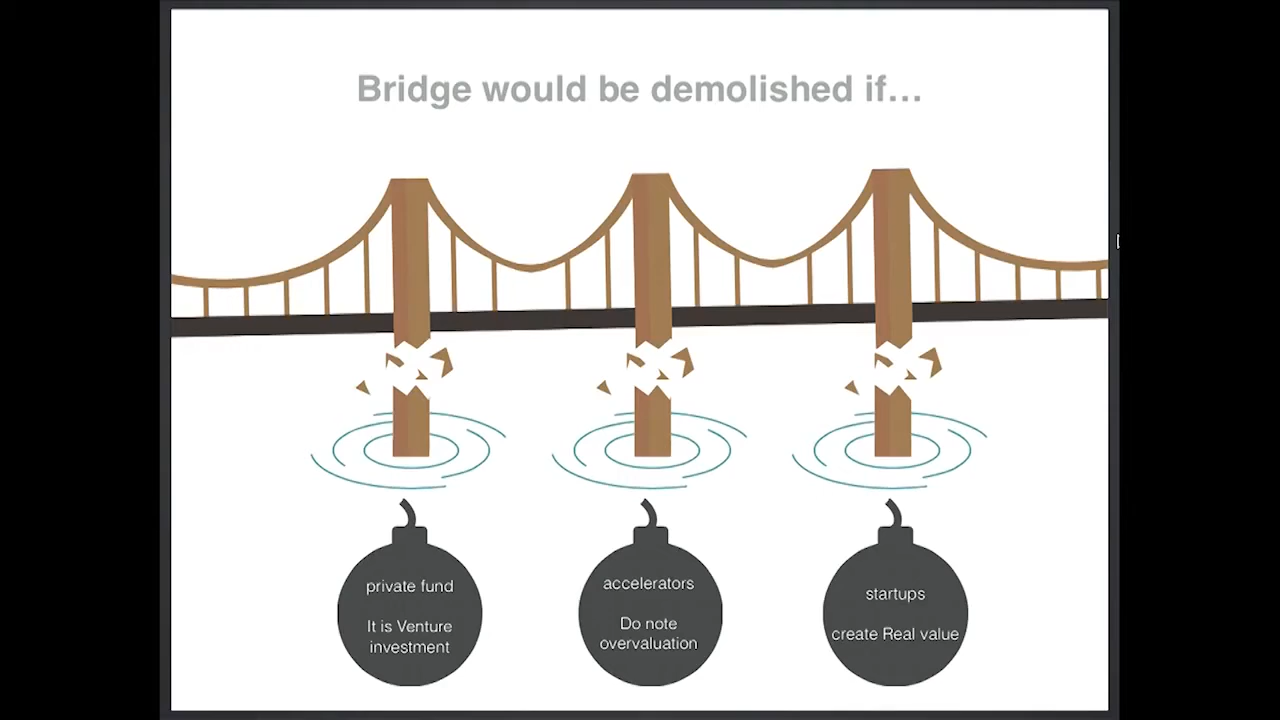 Bridge would be demolished if...
private fund
It is Venture
investment
accelerators
Do note
overvaluation
startups
create Real value